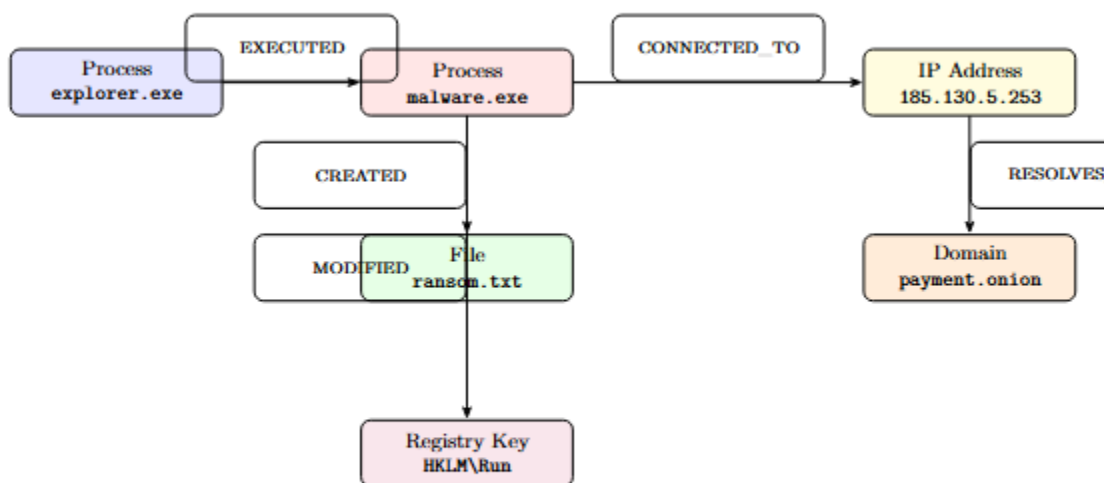 EXECUTED
CONNECTED_TO
Process
explorer.exe
Process
malware.exe
IP Address
185.130.5.253
CREATED
RESOLVES
MODIFIED
File
ransom.txt
Domain
payment.onion
Registry Key
HKLM\Run